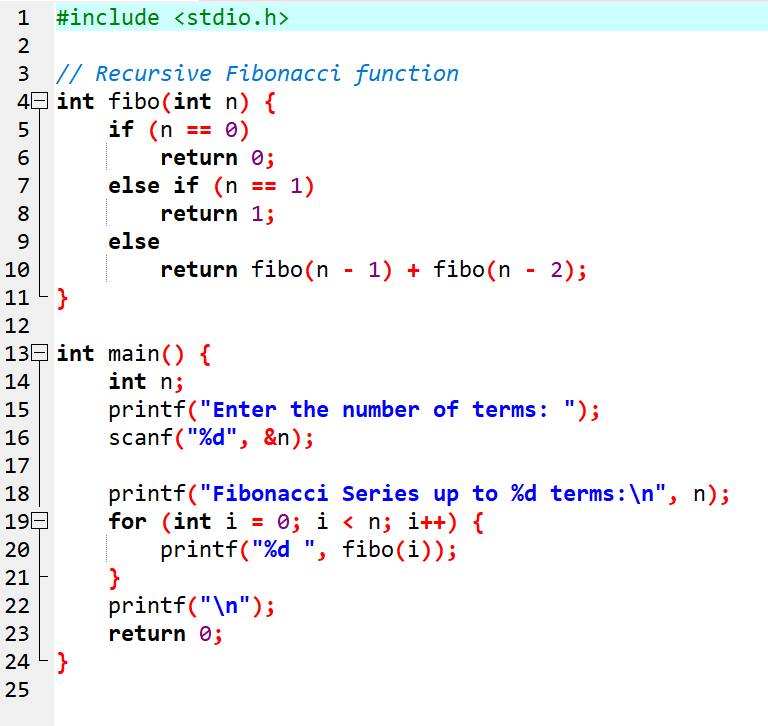 1 #include <stdio.h>
2
3 // Recursive Fibonacci function
4 int fibo(int n) {
5     if (n == 0)
6         return 0;
7     else if (n == 1)
8         return 1;
9     else
10         return fibo(n - 1) + fibo(n - 2);
11 }
12
13 int main() {
14     int n;
15     printf("Enter the number of terms: ");
16     scanf("%d", &n);
17
18     printf("Fibonacci Series up to %d terms:\n", n);
19     for (int i = 0; i < n; i++) {
20         printf("%d ", fibo(i));
21     }
22     printf("\n");
23     return 0;
24 }
25